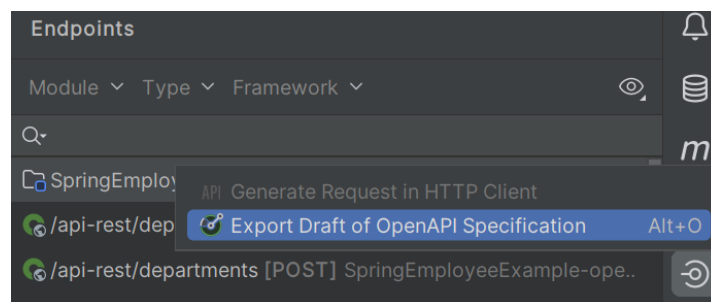 Endpoints
Module Type Framework
SpringEmploy
API Generate Request in HTTP Client
Export Draft of OpenAPI Specification Alt+O
/api-rest/dep
/api-rest/departments [POST] SpringEmployeeExample-ope..
m